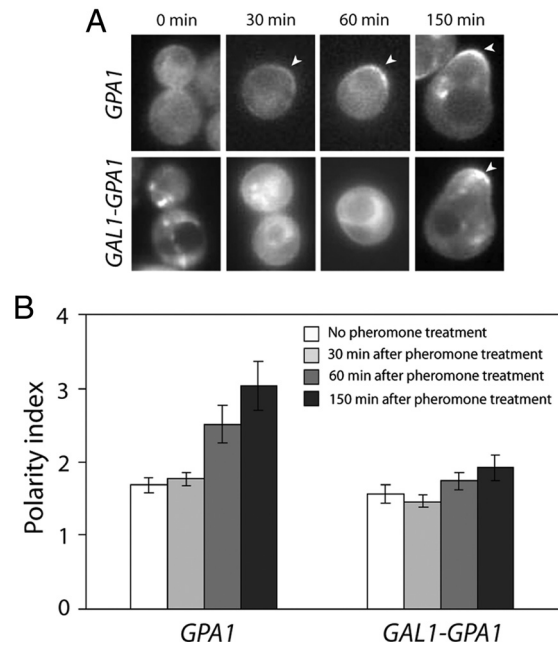 A
0 min 30 min 60 min 150 min
GPA1
GAL1-GPA1
B
Polarity index
4
3
2
1
0
No pheromone treatment
30 min after pheromone treatment
60 min after pheromone treatment
150 min after pheromone treatment
GPA1 GAL1-GPA1